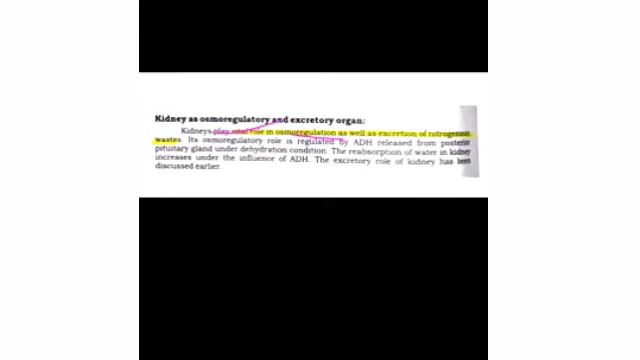 Kidney as osmoregulatory and excretory organ:
Kidneys play vital role in osmoregulation as well as excretion of nitrogenous
wastes. Its osmoregulatory role is regulated by ADH released from posterior
pituitary gland under dehydration condition. The reabsorption of water in kidney
increases under the influence of ADH. The excretory role of kidney has been
discussed earlier.